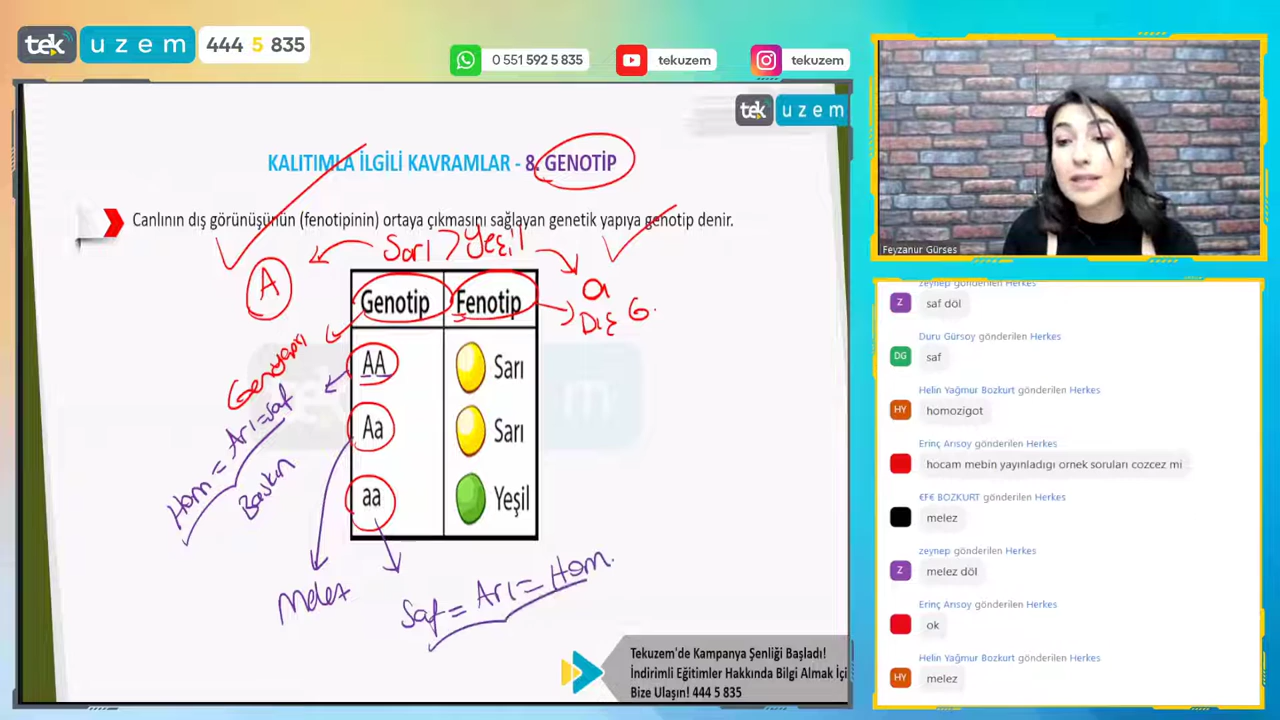 tek uzem 444 5 835
0 551 592 5 835
tekuzem
tekuzem
tek uzem
KALITIMLA İLGİLİ KAVRAMLAR - 8. GENOTİP
Canlının dış görünüşünün (fenotipinin) ortaya çıkmasını sağlayan genetik yapıya genotip denir.
Sarı > Yeşil
A
a
Genotip Fenotip
Dış G.
Gen yapısı
AA Sarı
Hom = Arı = saf
Baskın
Aa Sarı
aa Yeşil
Melez
Saf = Arı = Hom.
Tekuzem'de Kampanya Şenliği Başladı!
İndirimli Eğitimler Hakkında Bilgi Almak İçi
Bize Ulaşın! 444 5 835
Feyzanur Gürses
zeynep gönderilen Herkes
Z saf döl
Duru Gürsoy gönderilen Herkes
DG saf
Helin Yağmur Bozkurt gönderilen Herkes
HY homozigot
Erinç Arısoy gönderilen Herkes
hocam mebin yayınladıgı ornek soruları cozcez mi
€F€ BOZKURT gönderilen Herkes
melez
zeynep gönderilen Herkes
Z melez döl
Erinç Arısoy gönderilen Herkes
ok
Helin Yağmur Bozkurt gönderilen Herkes
HY melez